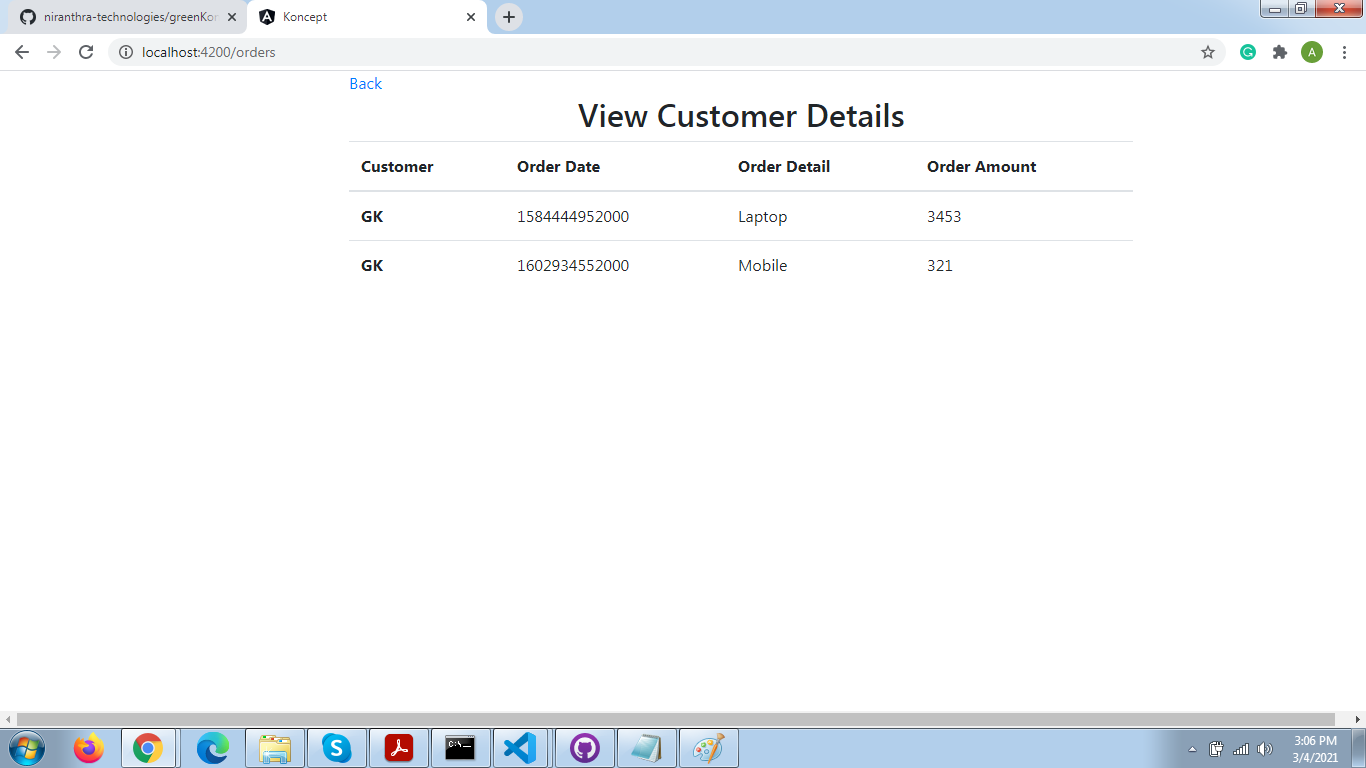 niranthra-technologies/greenKon
Koncept
localhost:4200/orders
A
Back
View Customer Details
Customer Order Date Order Detail Order Amount
GK 1584444952000 Laptop 3453
GK 1602934552000 Mobile 321
3:06 PM
3/4/2021